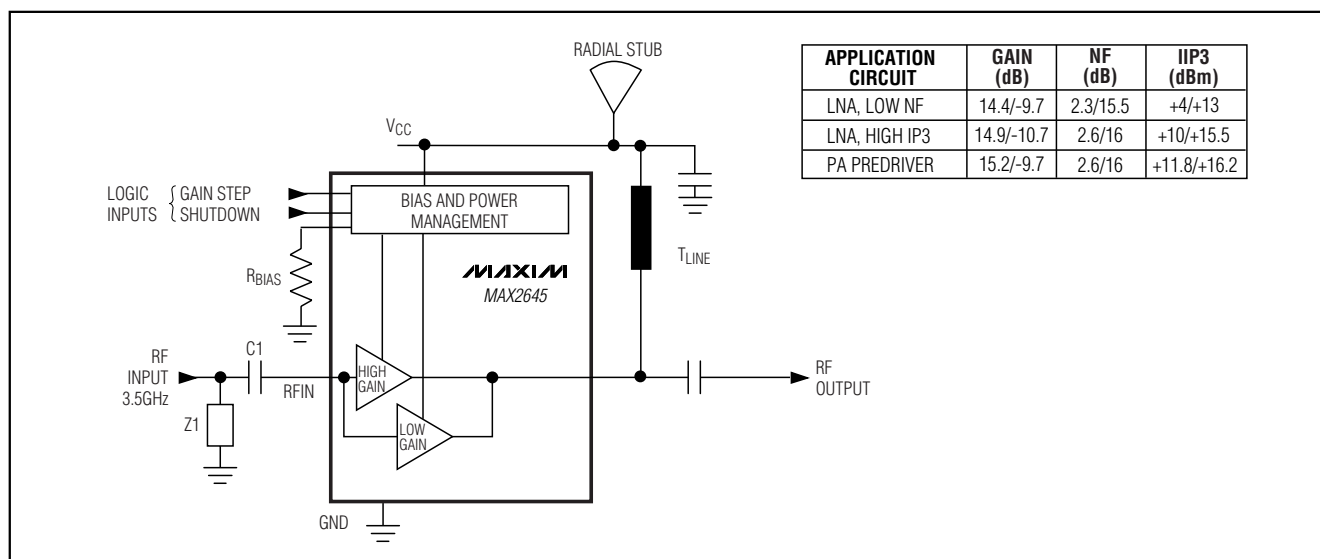 RADIAL STUB
VCC
LOGIC INPUTS { GAIN STEP
SHUTDOWN
BIAS AND POWER
MANAGEMENT
RBIAS
MAXIM
MAX2645
TLINE
RF
INPUT
3.5GHz
C1
RFIN
Z1
HIGH
GAIN
LOW
GAIN
RF
OUTPUT
GND
APPLICATION CIRCUIT GAIN (dB) NF (dB) IIP3 (dBm)
LNA, LOW NF 14.4/-9.7 2.3/15.5 +4/+13
LNA, HIGH IP3 14.9/-10.7 2.6/16 +10/+15.5
PA PREDRIVER 15.2/-9.7 2.6/16 +11.8/+16.2